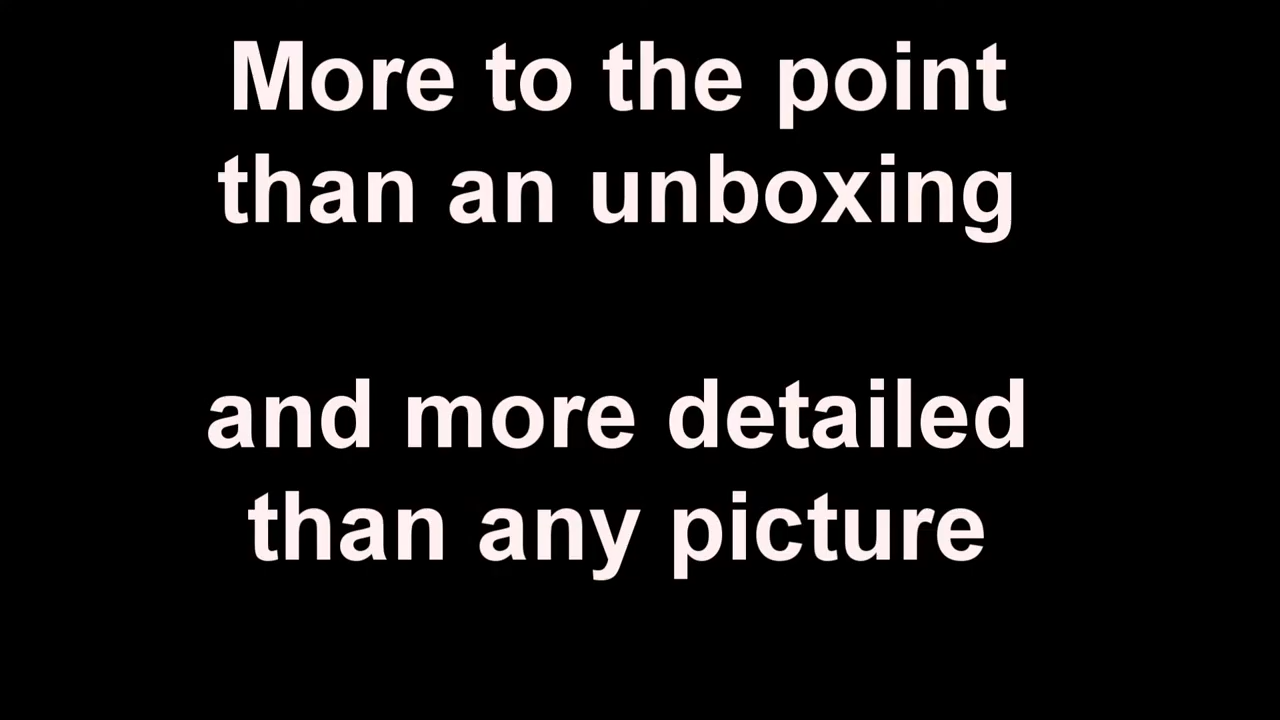 More to the point
than an unboxing
and more detailed
than any picture